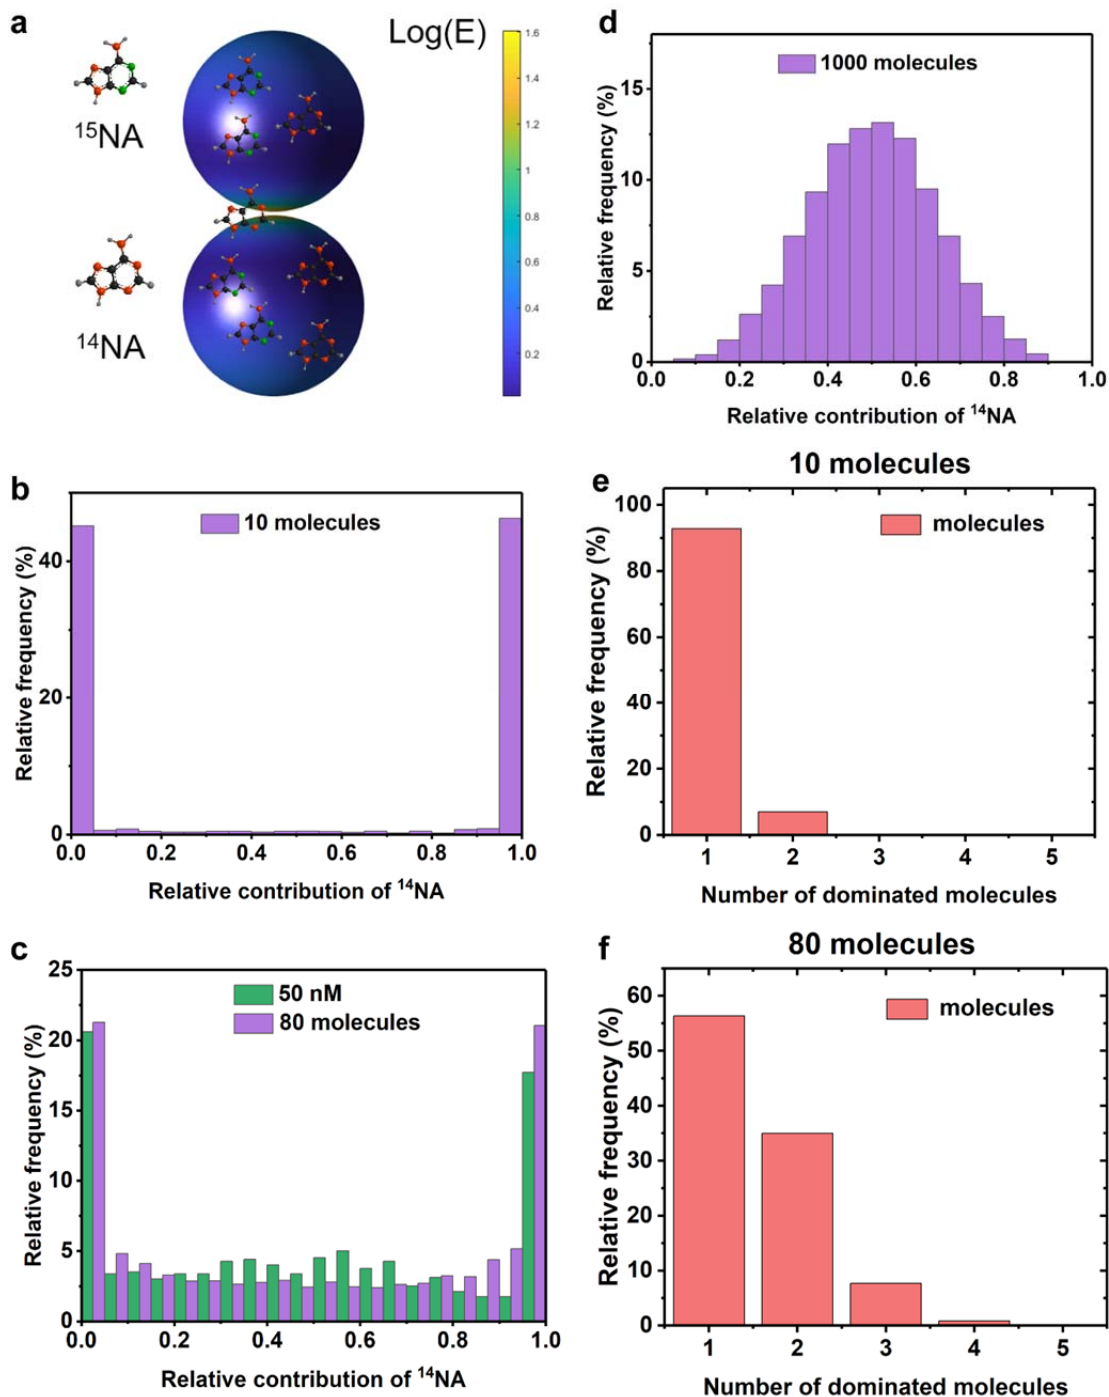 a
Log(E)
¹⁵NA
¹⁴NA
1.6
1.4
1.2
1
0.8
0.6
0.4
0.2
d
1000 molecules
Relative frequency (%)
15
10
5
0
0.0 0.2 0.4 0.6 0.8 1.0
Relative contribution of ¹⁴NA
b
10 molecules
Relative frequency (%)
40
20
0
0.0 0.2 0.4 0.6 0.8 1.0
Relative contribution of ¹⁴NA
e
10 molecules
molecules
Relative frequency (%)
100
80
60
40
20
0
1 2 3 4 5
Number of dominated molecules
c
50 nM
80 molecules
Relative frequency (%)
25
20
15
10
5
0
0.0 0.2 0.4 0.6 0.8 1.0
Relative contribution of ¹⁴NA
f
80 molecules
molecules
Relative frequency (%)
60
50
40
30
20
10
0
1 2 3 4 5
Number of dominated molecules